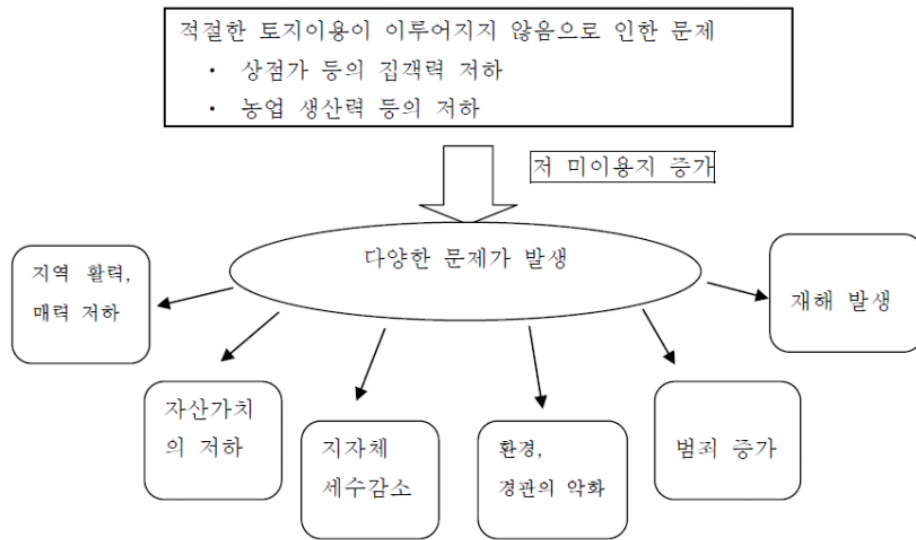 적절한 토지이용이 이루어지지 않음으로 인한 문제
· 상점가 등의 집객력 저하
· 농업 생산력 등의 저하
저 미이용지 증가
다양한 문제가 발생
지역 활력,
매력 저하
재해 발생
자산가치
의 저하
지자체
세수감소
환경,
경관의 악화
범죄 증가